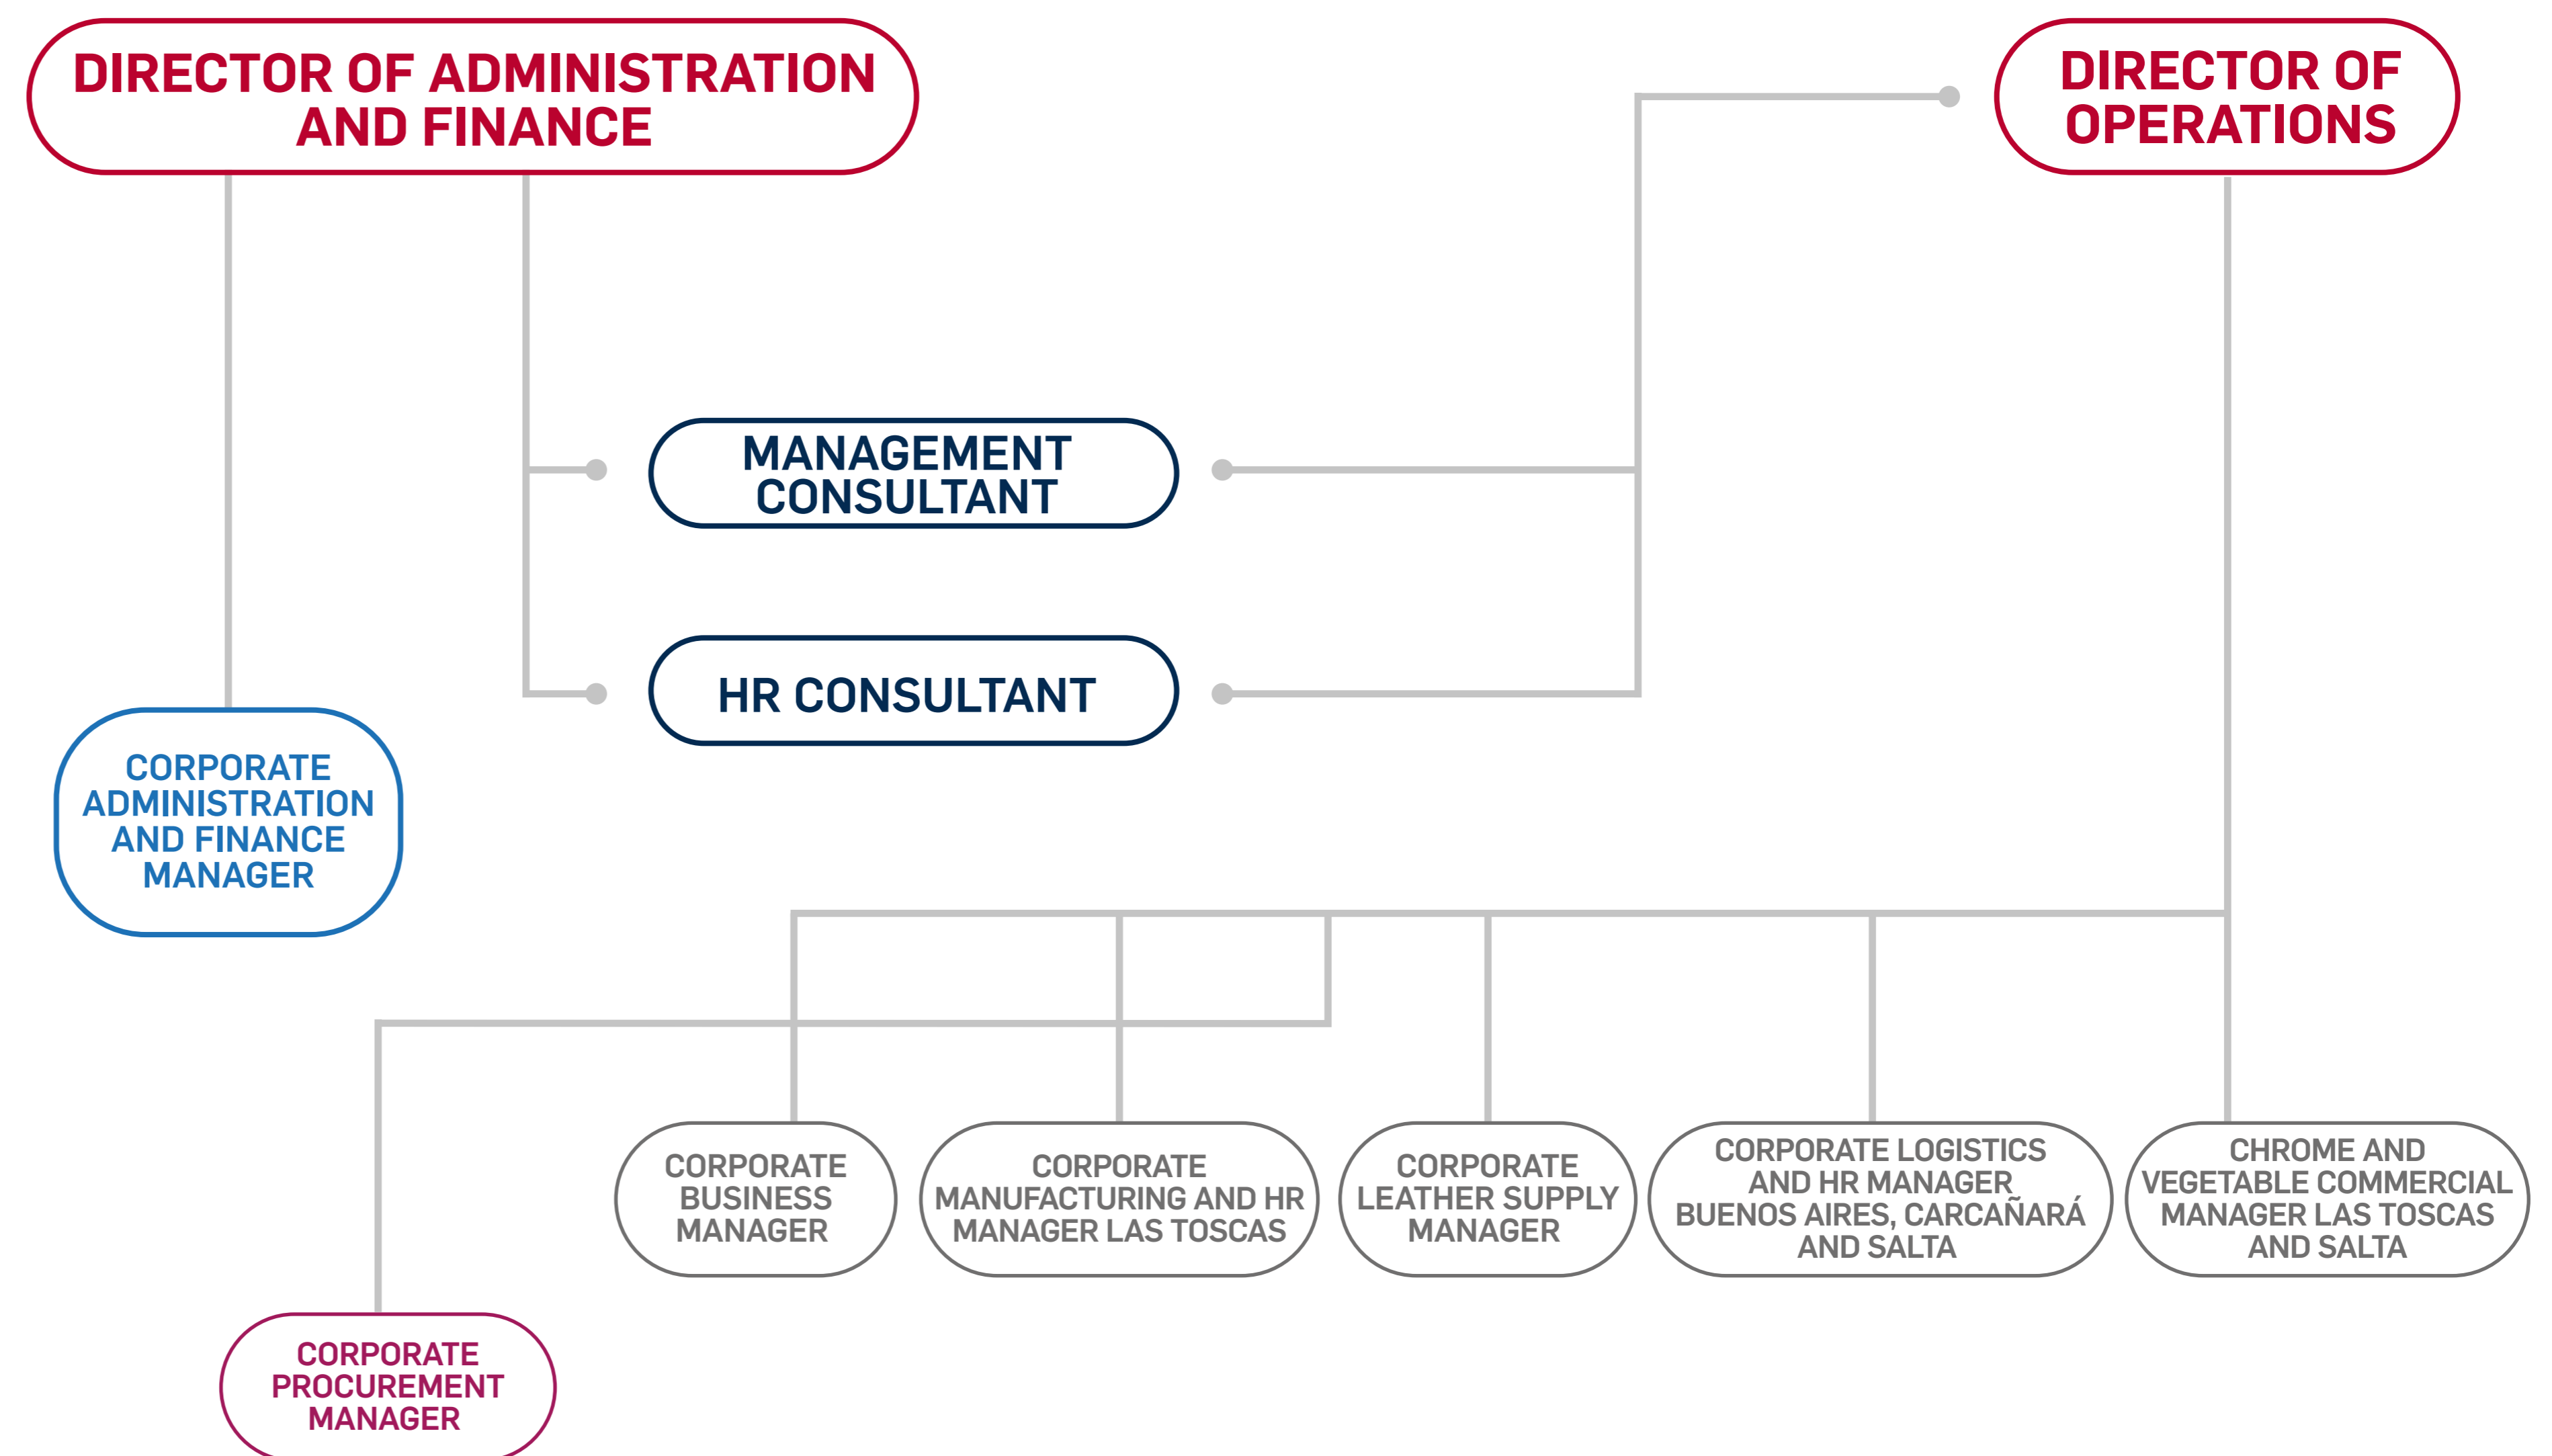 DIRECTOR OF ADMINISTRATION
AND FINANCE
DIRECTOR OF
OPERATIONS
MANAGEMENT
CONSULTANT
HR CONSULTANT
CORPORATE
ADMINISTRATION
AND FINANCE
MANAGER
CORPORATE
BUSINESS
MANAGER
CORPORATE
MANUFACTURING AND HR
MANAGER LAS TOSCAS
CORPORATE
LEATHER SUPPLY
MANAGER
CORPORATE LOGISTICS
AND HR MANAGER
BUENOS AIRES, CARCAÑARÁ
AND SALTA
CHROME AND
VEGETABLE COMMERCIAL
MANAGER LAS TOSCAS
AND SALTA
CORPORATE
PROCUREMENT
MANAGER